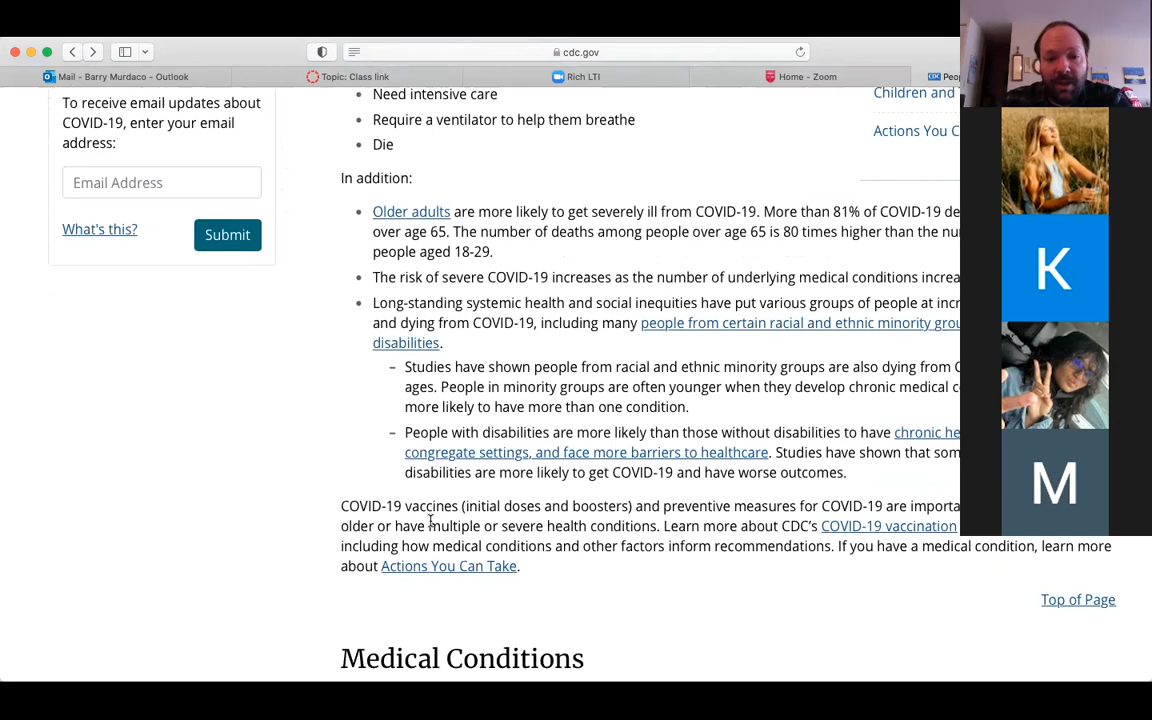 cdc.gov
Mail - Barry Murdaco - Outlook
Topic: Class link
Rich LTI
Home - Zoom
CDC
To receive email updates about
COVID-19, enter your email
address:
Email Address
What's this?
Submit
Need intensive care
Require a ventilator to help them breathe
Die
In addition:
Older adults are more likely to get severely ill from COVID-19. More than 81% of COVID-19
over age 65. The number of deaths among people over age 65 is 80 times higher than the
people aged 18-29.
The risk of severe COVID-19 increases as the number of underlying medical conditions
Long-standing systemic health and social inequities have put various groups of people at
and dying from COVID-19, including many people from certain racial and ethnic minority
disabilities.
– Studies have shown people from racial and ethnic minority groups are also dying from
ages. People in minority groups are often younger when they develop chronic medical
more likely to have more than one condition.
– People with disabilities are more likely than those without disabilities to have chronic
congregate settings, and face more barriers to healthcare. Studies have shown that
disabilities are more likely to get COVID-19 and have worse outcomes.
COVID-19 vaccines (initial doses and boosters) and preventive measures for COVID-19 are
older or have multiple or severe health conditions. Learn more about CDC's COVID-19 vaccination
including how medical conditions and other factors inform recommendations. If you have a medical condition, learn more
about Actions You Can Take.
Top of Page
Medical Conditions
Children and
Actions You
K
M